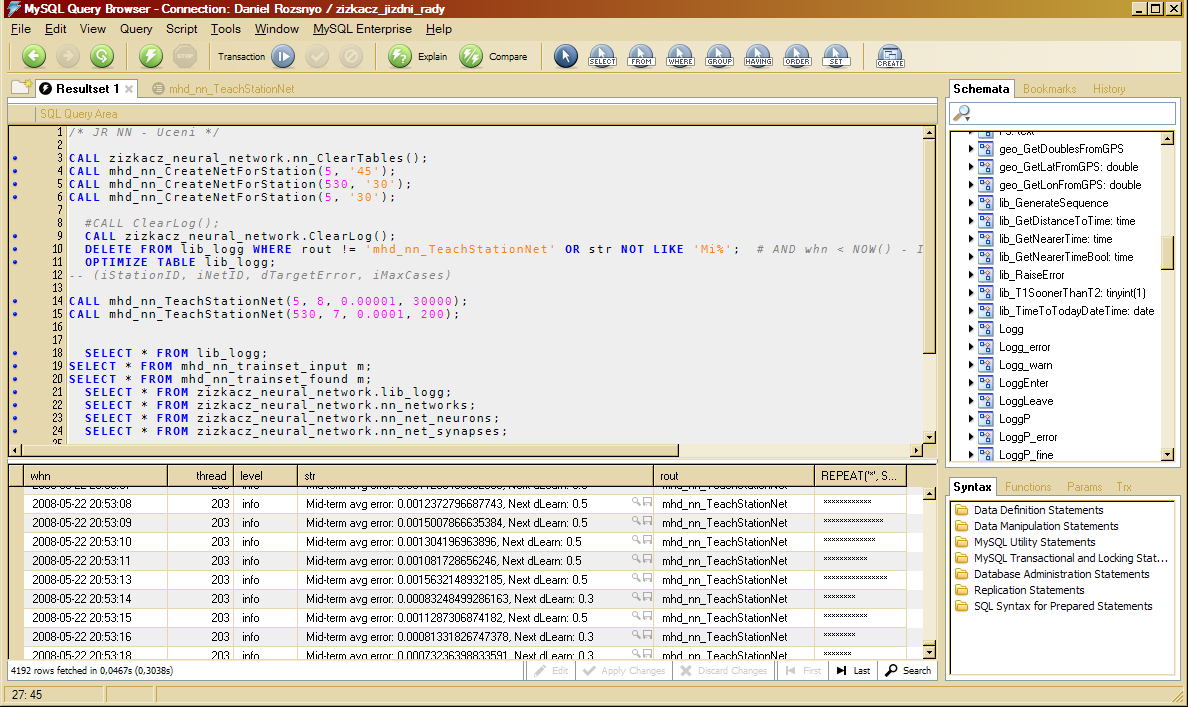 MySQL Query Browser - Connection: Daniel Rozsnyo / zizkacz_jizdni_rady
File Edit View Query Script Tools Window MySQL Enterprise Help
STOP Transaction Explain Compare SELECT FROM WHERE GROUP HAVING ORDER SET CREATE
Resultset 1 mhd_nn_TeachStationNet
SQL Query Area
1 /* JR NN - Uceni */
2
3 CALL zizkacz_neural_network.nn_ClearTables();
4 CALL mhd_nn_CreateNetForStation(5, '45');
5 CALL mhd_nn_CreateNetForStation(530, '30');
6 CALL mhd_nn_CreateNetForStation(5, '30');
7
8 #CALL ClearLog();
9 CALL zizkacz_neural_network.ClearLog();
10 DELETE FROM lib_logg WHERE rout != 'mhd_nn_TeachStationNet' OR str NOT LIKE 'Mi%'; # AND whn < NOW() - I
11 OPTIMIZE TABLE lib_logg;
12 -- (iStationID, iNetID, dTargetError, iMaxCases)
13
14 CALL mhd_nn_TeachStationNet(5, 8, 0.00001, 30000);
15 CALL mhd_nn_TeachStationNet(530, 7, 0.0001, 200);
16
17
18 SELECT * FROM lib_logg;
19 SELECT * FROM mhd_nn_trainset_input m;
20 SELECT * FROM mhd_nn_trainset_found m;
21 SELECT * FROM zizkacz_neural_network.lib_logg;
22 SELECT * FROM zizkacz_neural_network.nn_networks;
23 SELECT * FROM zizkacz_neural_network.nn_net_neurons;
24 SELECT * FROM zizkacz_neural_network.nn_net_synapses;
25
whn thread level str rout REPEAT('*', S...
2008-05-22 20:53:08 203 info Mid-term avg error: 0.0012372796687743, Next dLearn: 0.5 mhd_nn_TeachStationNet ************
2008-05-22 20:53:09 203 info Mid-term avg error: 0.0015007866635384, Next dLearn: 0.5 mhd_nn_TeachStationNet ***************
2008-05-22 20:53:10 203 info Mid-term avg error: 0.001304196963896, Next dLearn: 0.5 mhd_nn_TeachStationNet *************
2008-05-22 20:53:11 203 info Mid-term avg error: 0.001081728656246, Next dLearn: 0.5 mhd_nn_TeachStationNet ***********
2008-05-22 20:53:13 203 info Mid-term avg error: 0.0015632148932185, Next dLearn: 0.5 mhd_nn_TeachStationNet ****************
2008-05-22 20:53:14 203 info Mid-term avg error: 0.00083248499286163, Next dLearn: 0.3 mhd_nn_TeachStationNet ********
2008-05-22 20:53:15 203 info Mid-term avg error: 0.0011287306874182, Next dLearn: 0.5 mhd_nn_TeachStationNet ***********
2008-05-22 20:53:16 203 info Mid-term avg error: 0.00081331826747378, Next dLearn: 0.3 mhd_nn_TeachStationNet ********
2008-05-22 20:53:18 203 info Mid-term avg error: 0.00073236398833591, Next dLearn: 0.3 mhd_nn_TeachStationNet *******
4192 rows fetched in 0,0467s (0,3038s) Edit Apply Changes Discard Changes First Last Search
27: 45
Schemata Bookmarks History
geo_GetDoublesFromGPS
geo_GetLatFromGPS: double
geo_GetLonFromGPS: double
lib_GenerateSequence
lib_GetDistanceToTime: time
lib_GetNearerTime: time
lib_GetNearerTimeBool: time
lib_RaiseError
lib_T1SoonerThanT2: tinyint(1)
lib_TimeToTodayDateTime: date
Logg
Logg_error
Logg_warn
LoggEnter
LoggLeave
LoggP
LoggP_error
LoggP_fine
Syntax Functions Params Trx
Data Definition Statements
Data Manipulation Statements
MySQL Utility Statements
MySQL Transactional and Locking Stat...
Database Administration Statements
Replication Statements
SQL Syntax for Prepared Statements